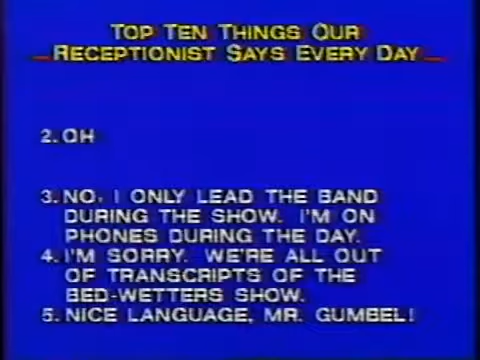 TOP TEN THINGS OUR
RECEPTIONIST SAYS EVERY DAY
2. OH
3. NO, I ONLY LEAD THE BAND
DURING THE SHOW. I'M ON
PHONES DURING THE DAY.
4. I'M SORRY. WE'RE ALL OUT
OF TRANSCRIPTS OF THE
BED-WETTERS SHOW.
5. NICE LANGUAGE, MR. GUMBEL!